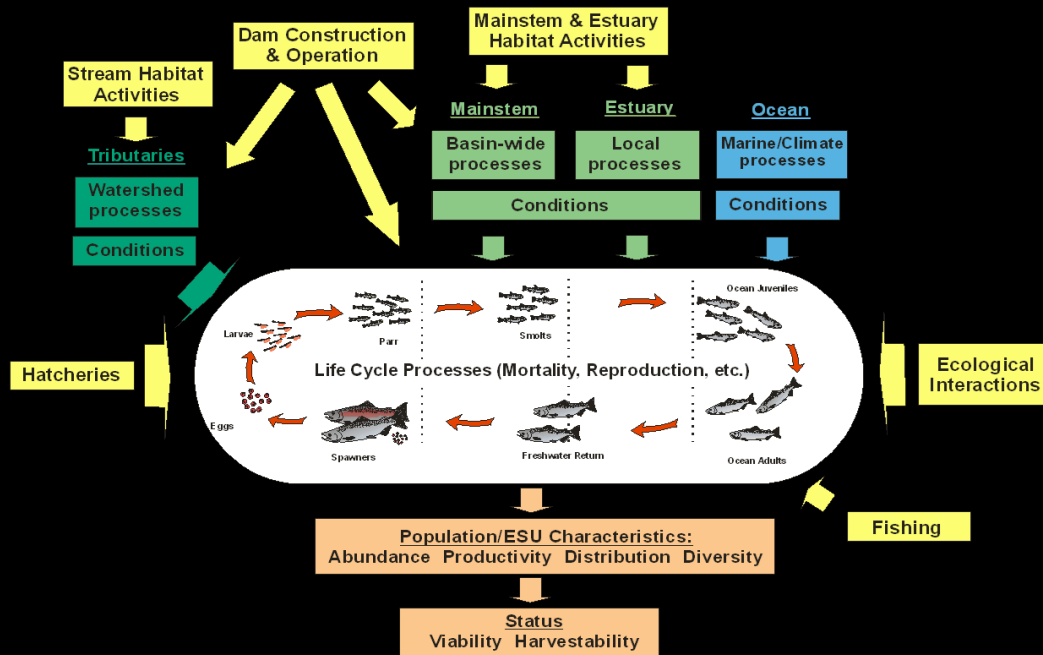 Dam Construction
& Operation
Mainstem & Estuary
Habitat Activities
Stream Habitat
Activities
Mainstem
Estuary
Ocean
Basin-wide
processes
Local
processes
Marine/Climate
processes
Tributaries
Watershed
processes
Conditions
Conditions
Conditions
Ocean Juveniles
Larvae
Parr
Smolts
Life Cycle Processes (Mortality, Reproduction, etc.)
Hatcheries
Ecological
Interactions
Eggs
Spawners
Freshwater Return
Ocean Adults
Fishing
Population/ESU Characteristics:
Abundance Productivity Distribution Diversity
Status
Viability Harvestability